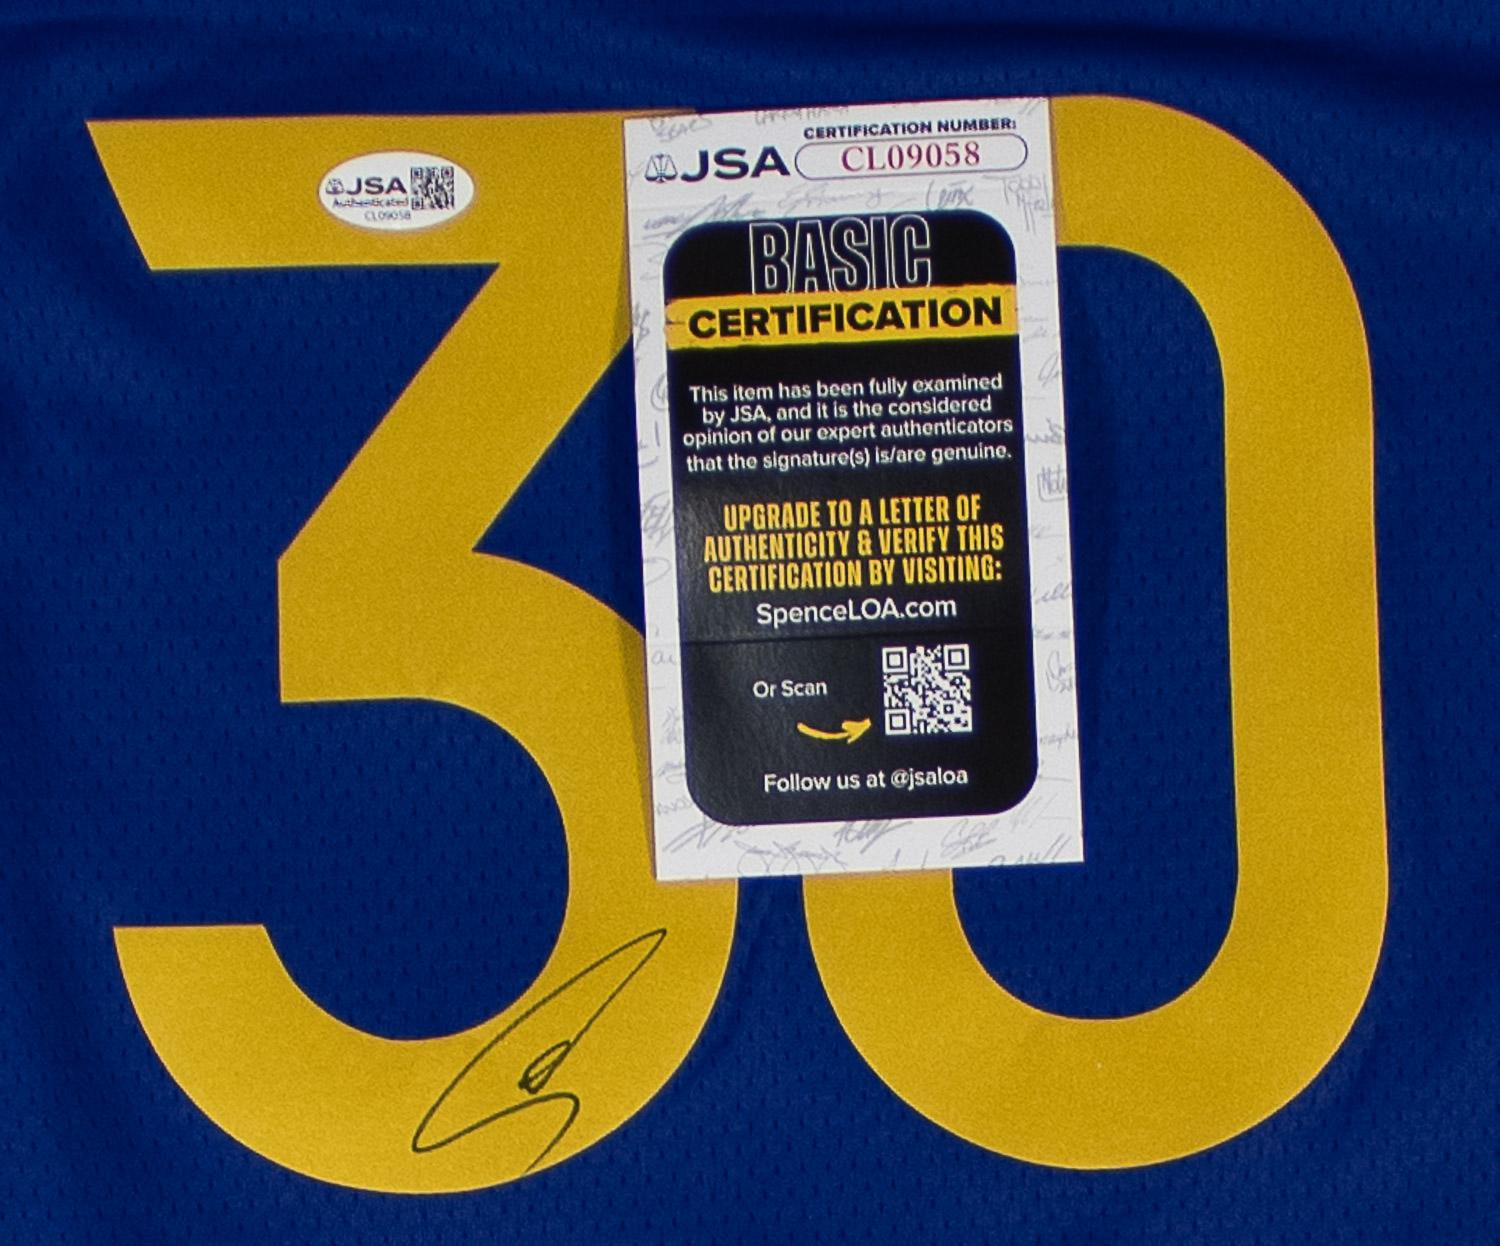 30
JSA
Authenticated
CL09058
CERTIFICATION NUMBER:
JSA CL09058
BASIC
CERTIFICATION
This item has been fully examined
by JSA, and it is the considered
opinion of our expert authenticators
that the signature(s) is/are genuine.
UPGRADE TO A LETTER OF
AUTHENTICITY & VERIFY THIS
CERTIFICATION BY VISITING:
SpenceLOA.com
Or Scan
Follow us at @jsaloa